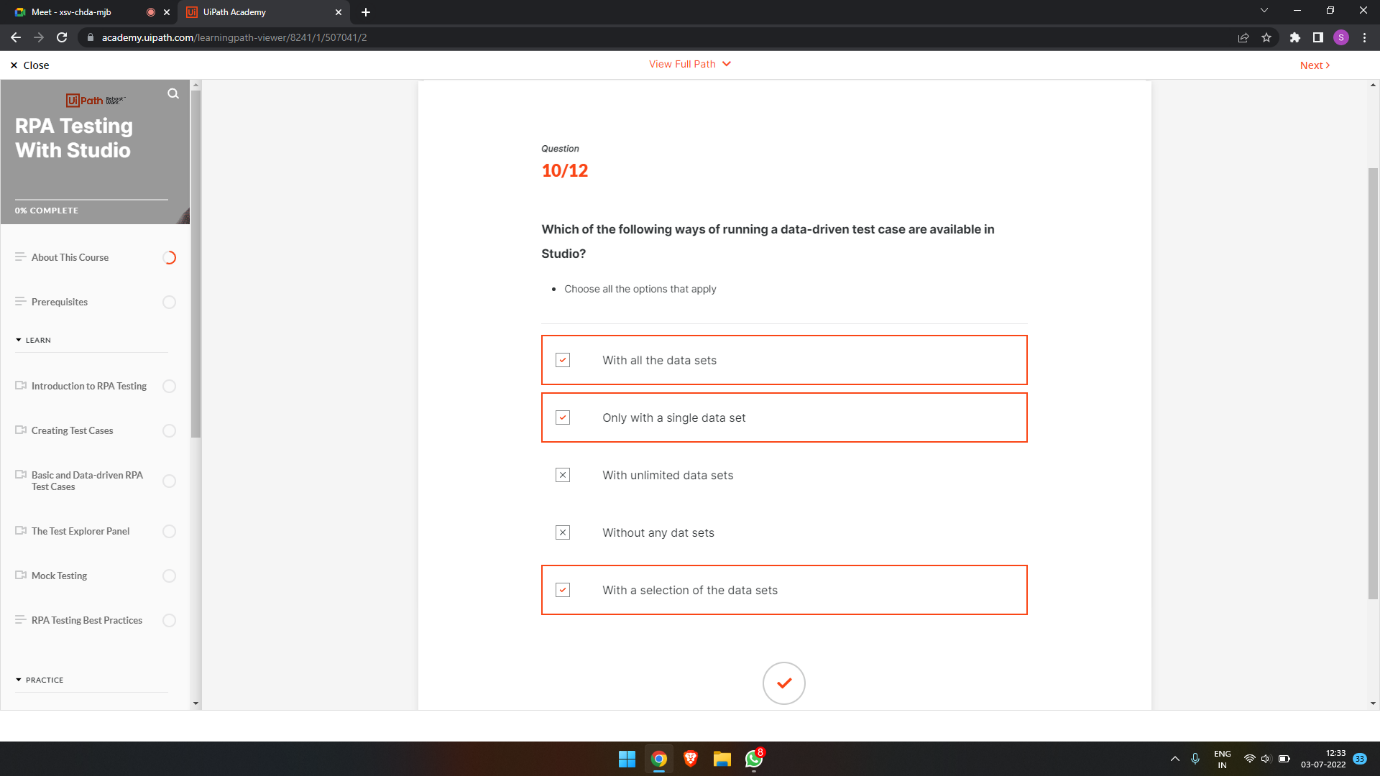 Meet - xsv-chda-mjb
UiPath Academy
academy.uipath.com/learningpath-viewer/8241/1/507041/2
S
Close
View Full Path
Next
Ui Path
RPA Testing
With Studio
0% COMPLETE
About This Course
Prerequisites
LEARN
Introduction to RPA Testing
Creating Test Cases
Basic and Data-driven RPA
Test Cases
The Test Explorer Panel
Mock Testing
RPA Testing Best Practices
PRACTICE
Question
10/12
Which of the following ways of running a data-driven test case are available in
Studio?
Choose all the options that apply
With all the data sets
Only with a single data set
With unlimited data sets
Without any dat sets
With a selection of the data sets
8
ENG
IN
12:33
03-07-2022
33